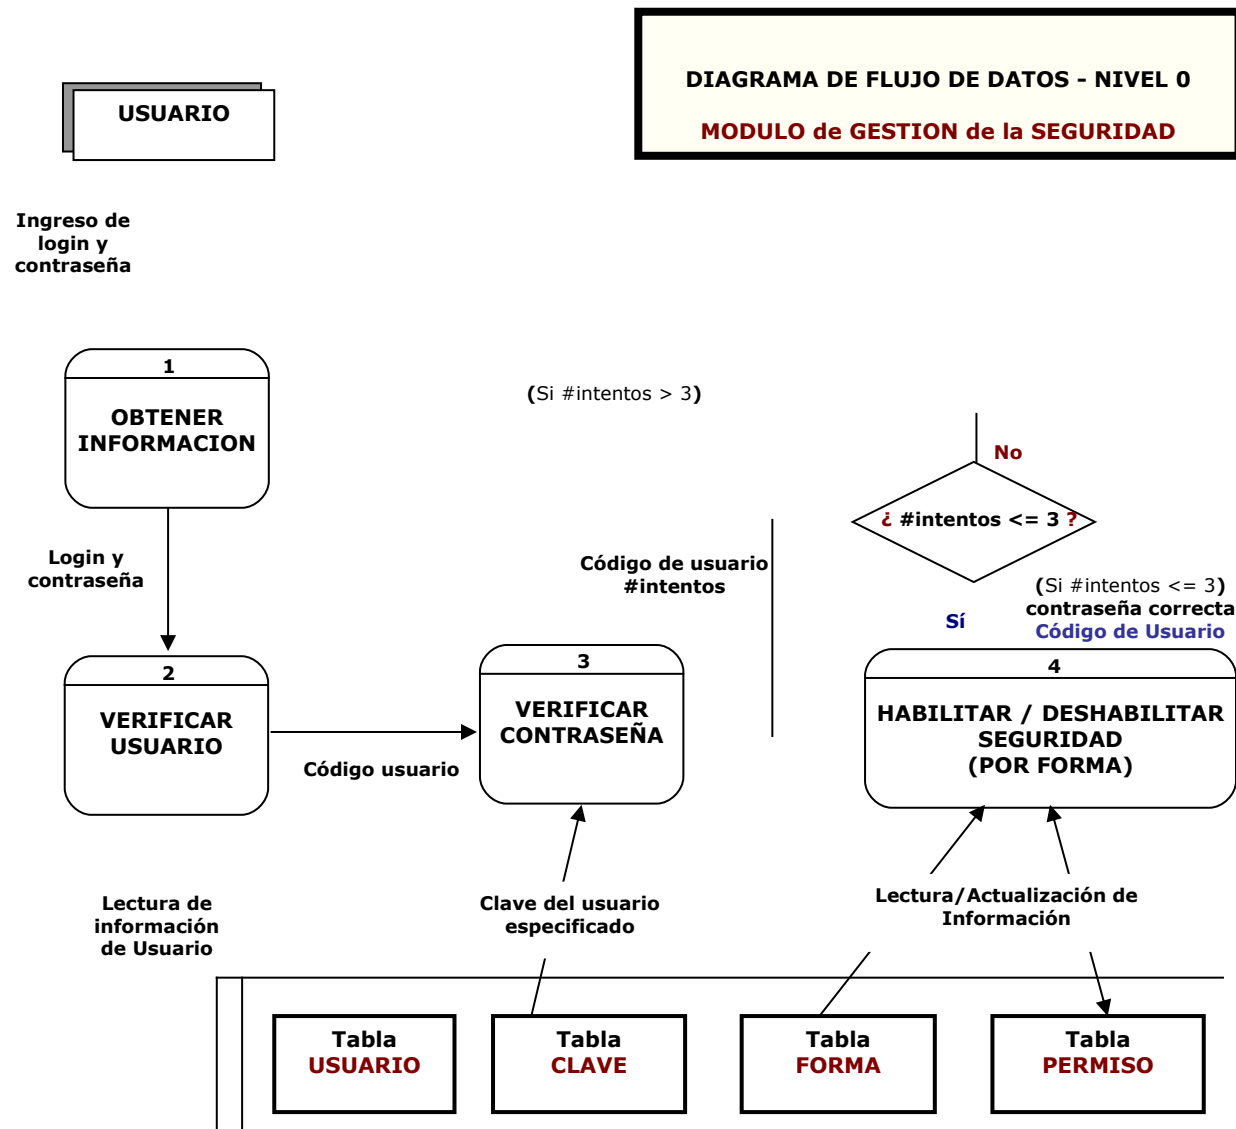 DIAGRAMA DE FLUJO DE DATOS - NIVEL 0
MODULO de GESTION de la SEGURIDAD
USUARIO
Ingreso de
login y
contraseña
1
OBTENER
INFORMACION
(Si #intentos > 3)
No
¿ #intentos <= 3 ?
Login y
contraseña
Código de usuario
#intentos
(Si #intentos <= 3)
contraseña correcta
Código de Usuario
Sí
2
VERIFICAR
USUARIO
Código usuario
3
VERIFICAR
CONTRASEÑA
4
HABILITAR / DESHABILITAR
SEGURIDAD
(POR FORMA)
Lectura de
información
de Usuario
Clave del usuario
especificado
Lectura/Actualización de
Información
Tabla
USUARIO
Tabla
CLAVE
Tabla
FORMA
Tabla
PERMISO